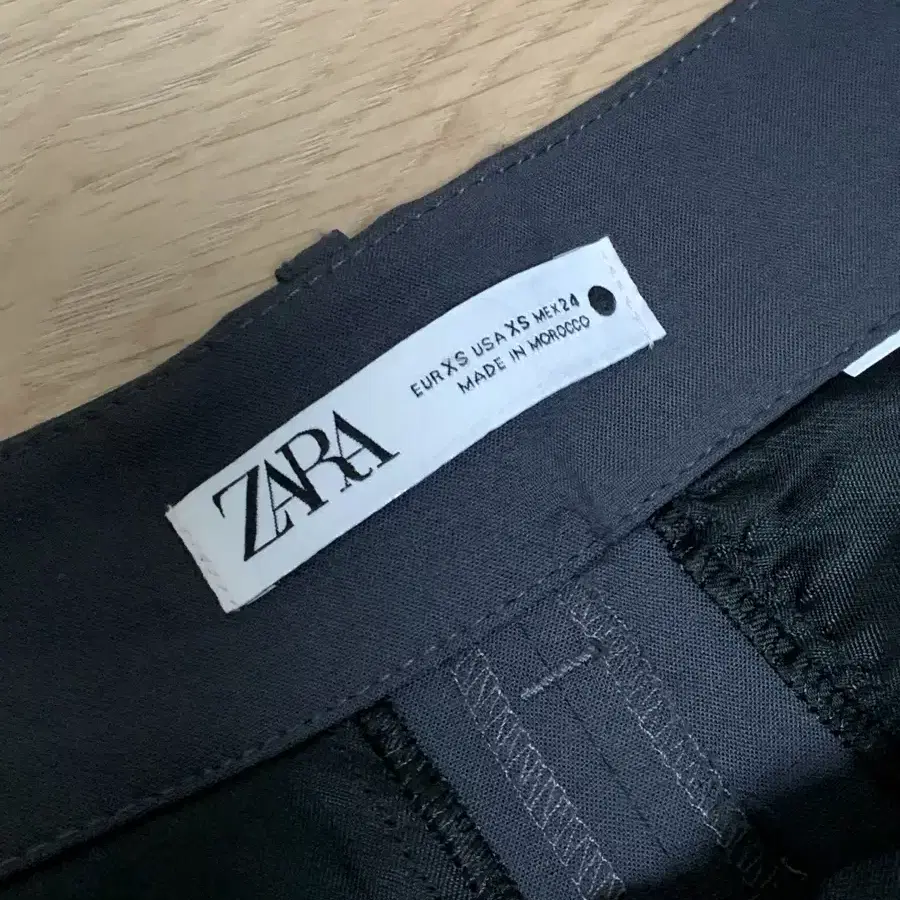 ZARA
EUR XS USA XS MEX 24
MADE IN MOROCCO